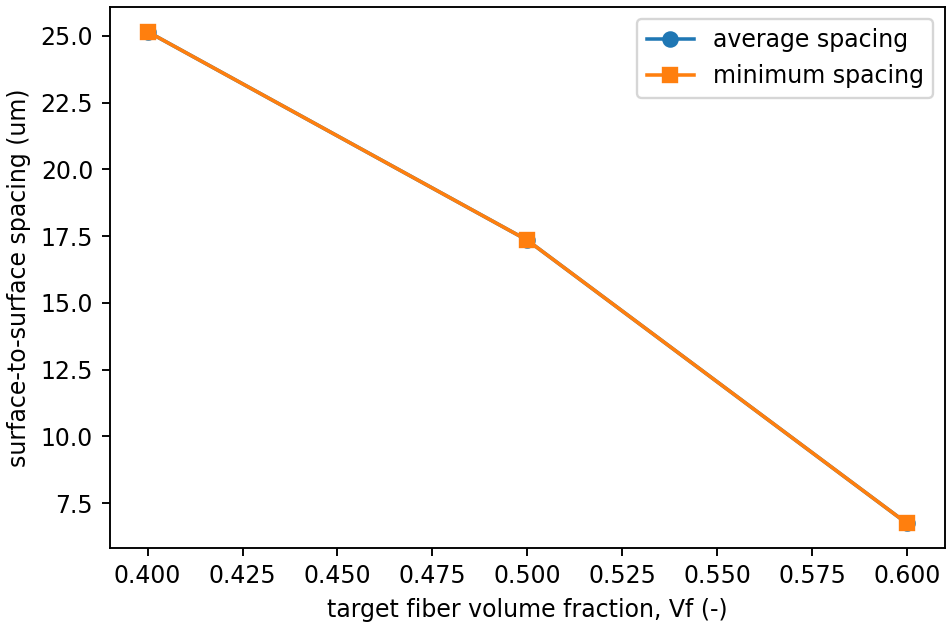 average spacing
minimum spacing
25.0
22.5
20.0
17.5
15.0
12.5
10.0
7.5
surface-to-surface spacing (um)
0.400 0.425 0.450 0.475 0.500 0.525 0.550 0.575 0.600
target fiber volume fraction, Vf (-)